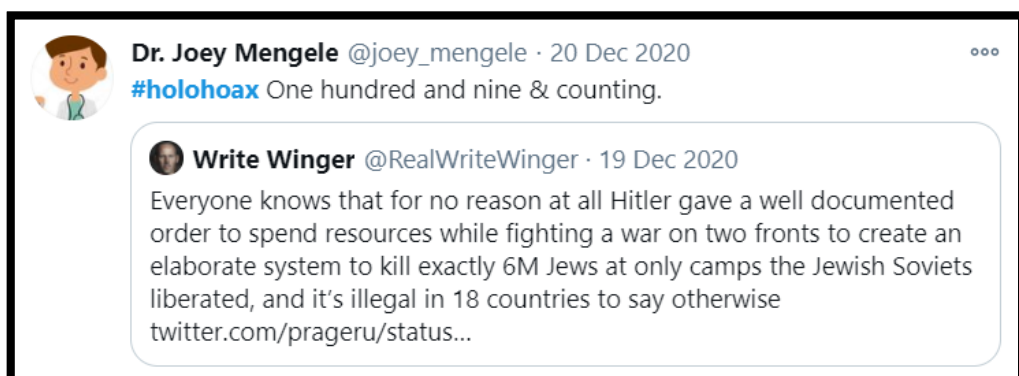 Dr. Joey Mengele @joey_mengele · 20 Dec 2020
#holohoax One hundred and nine & counting.
Write Winger @RealWriteWinger · 19 Dec 2020
Everyone knows that for no reason at all Hitler gave a well documented
order to spend resources while fighting a war on two fronts to create an
elaborate system to kill exactly 6M Jews at only camps the Jewish Soviets
liberated, and it's illegal in 18 countries to say otherwise
twitter.com/prageru/status...